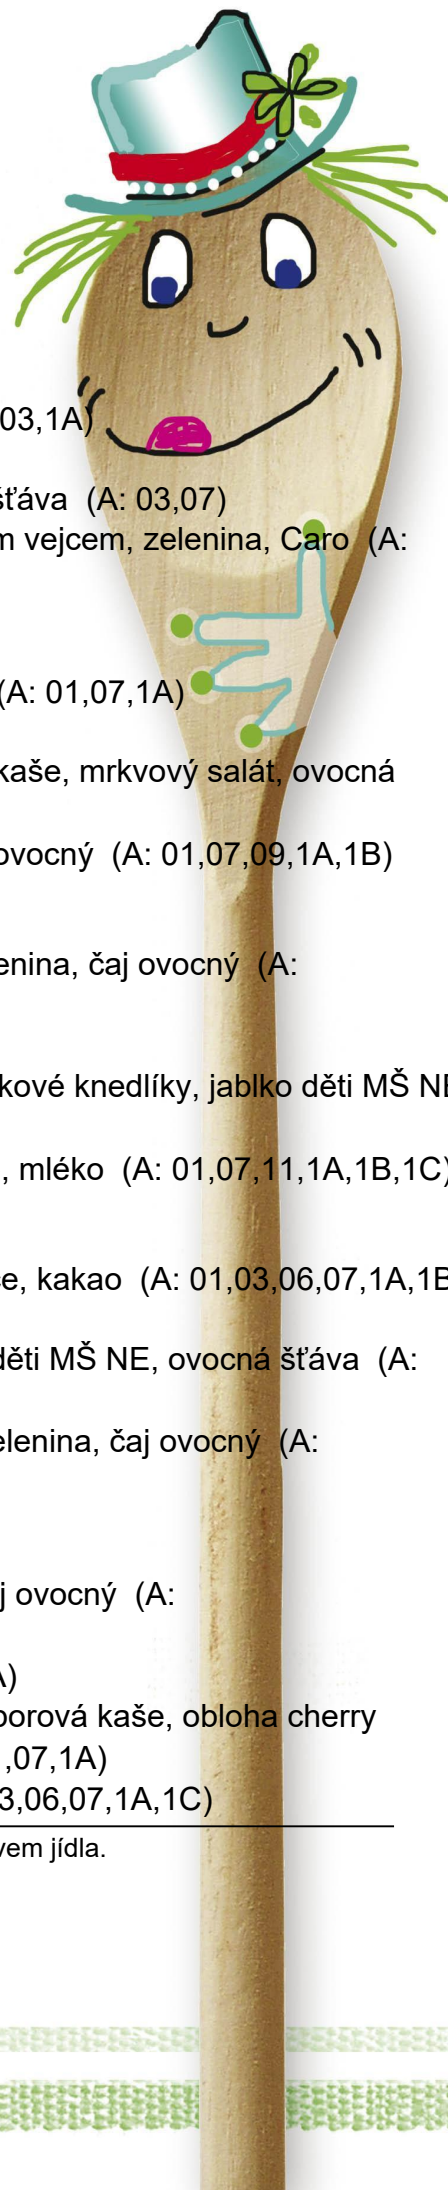 03,1A)
šťáva (A: 03,07)
m vejcem, zelenina, Caro (A:
(A: 01,07,1A)
kaše, mrkvový salát, ovocná
ovocný (A: 01,07,09,1A,1B)
enina, čaj ovocný (A:
kové knedlíky, jablko děti MŠ NE
, mléko (A: 01,07,11,1A,1B,1C)
e, kakao (A: 01,03,06,07,1A,1B
děti MŠ NE, ovocná šťáva (A:
elenina, čaj ovocný (A:
j ovocný (A:
A)
borová kaše, obloha cherry
,07,1A)
3,06,07,1A,1C)
vem jídla.